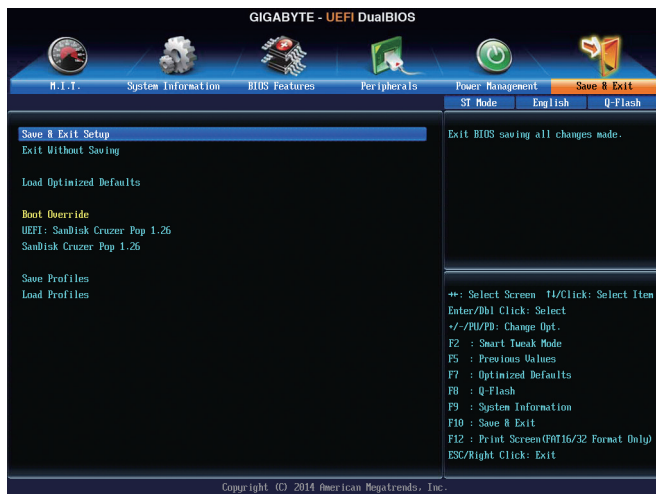 GIGABYTE - UEFI DualBIOS
M.I.T. System Information BIOS Features Peripherals Power Management Save & Exit
ST Mode English Q-Flash
Save & Exit Setup
Exit Without Saving
Load Optimized Defaults
Boot Override
UEFI: SanDisk Cruzer Pop 1.26
SanDisk Cruzer Pop 1.26
Save Profiles
Load Profiles
Exit BIOS saving all changes made.
→←: Select Screen ↑↓/Click: Select Item
Enter/Dbl Click: Select
+/-/PU/PD: Change Opt.
F2 : Smart Tweak Mode
F5 : Previous Values
F7 : Optimized Defaults
F8 : Q-Flash
F9 : System Information
F10 : Save & Exit
F12 : Print Screen(FAT16/32 Format Only)
ESC/Right Click: Exit
Copyright (C) 2014 American Megatrends, Inc.